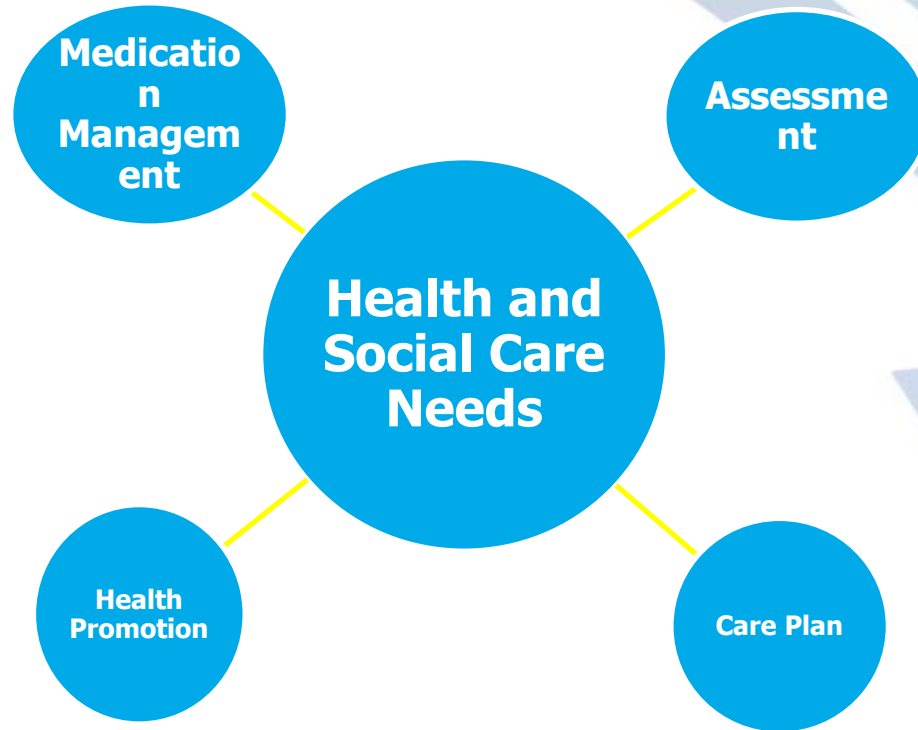 Medicatio
n
Managem
ent
Assessme
nt
Health and
Social Care
Needs
Health
Promotion
Care Plan